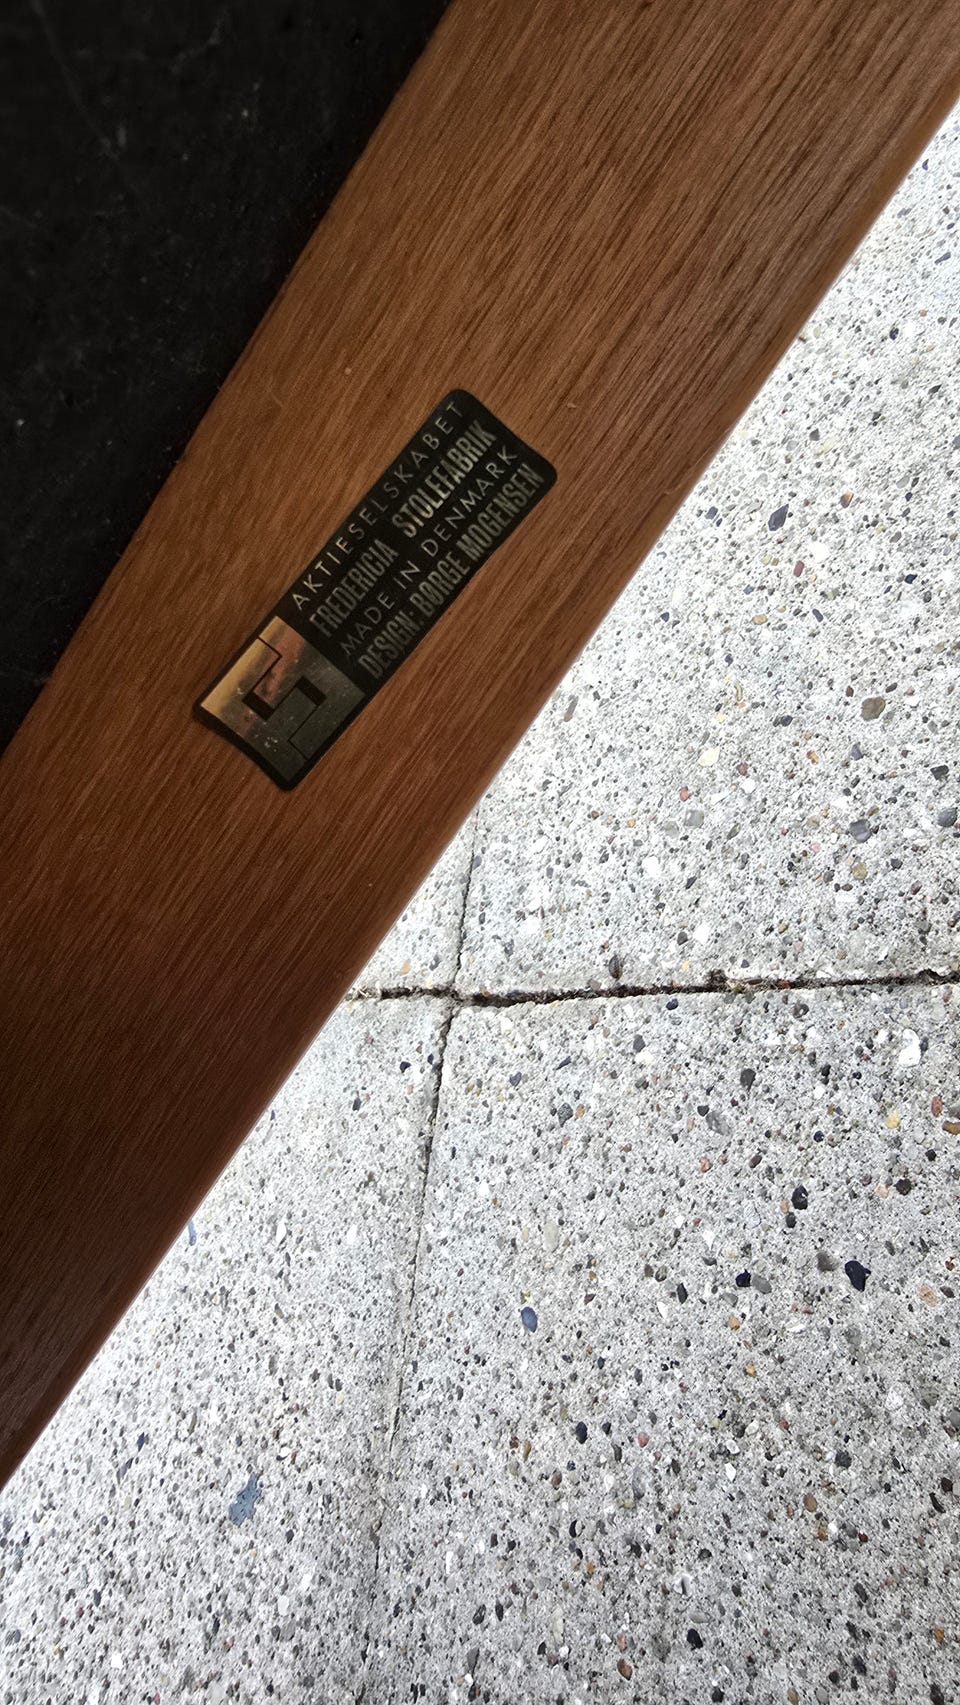 AKTIESELSKABET
FREDERICIA STOLEFABRIK
MADE IN DENMARK
DESIGN: BØRGE MOGENSEN